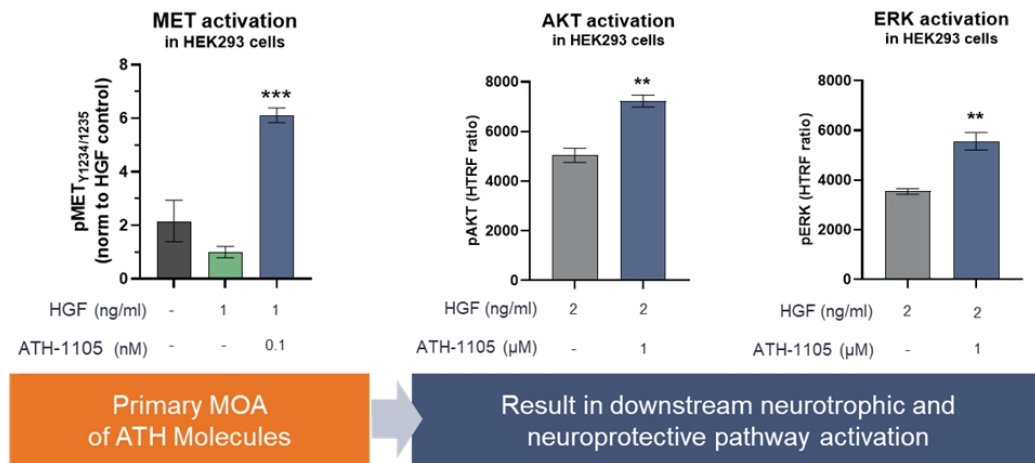 MET activation
in HEK293 cells
pMETY1234/1235
(norm to HGF control)
8
6
4
2
0
***
HGF (ng/ml) - 1 1
ATH-1105 (nM) - - 0.1
AKT activation
in HEK293 cells
pAKT (HTRF ratio)
8000
6000
4000
2000
0
**
HGF (ng/ml) 2 2
ATH-1105 (µM) - 1
ERK activation
in HEK293 cells
pERK (HTRF ratio)
8000
6000
4000
2000
0
**
HGF (ng/ml) 2 2
ATH-1105 (µM) - 1
Primary MOA
of ATH Molecules
Result in downstream neurotrophic and
neuroprotective pathway activation